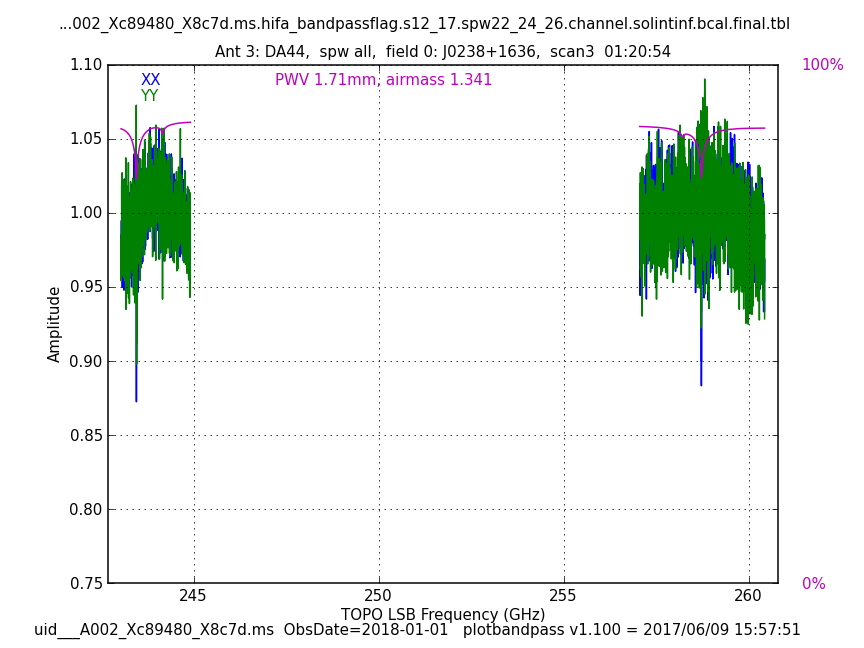 ...002_Xc89480_X8c7d.ms.hifa_bandpassflag.s12_17.spw22_24_26.channel.solintinf.bcal.final.tbl
Ant 3: DA44,  spw all,  field 0: J0238+1636,  scan3  01:20:54
1.10
100%
XX
PWV 1.71mm, airmass 1.341
YY
1.05
1.00
0.95
Amplitude
0.90
0.85
0.80
0.75
0%
245
250
255
260
TOPO LSB Frequency (GHz)
uid___A002_Xc89480_X8c7d.ms  ObsDate=2018-01-01   plotbandpass v1.100 = 2017/06/09 15:57:51